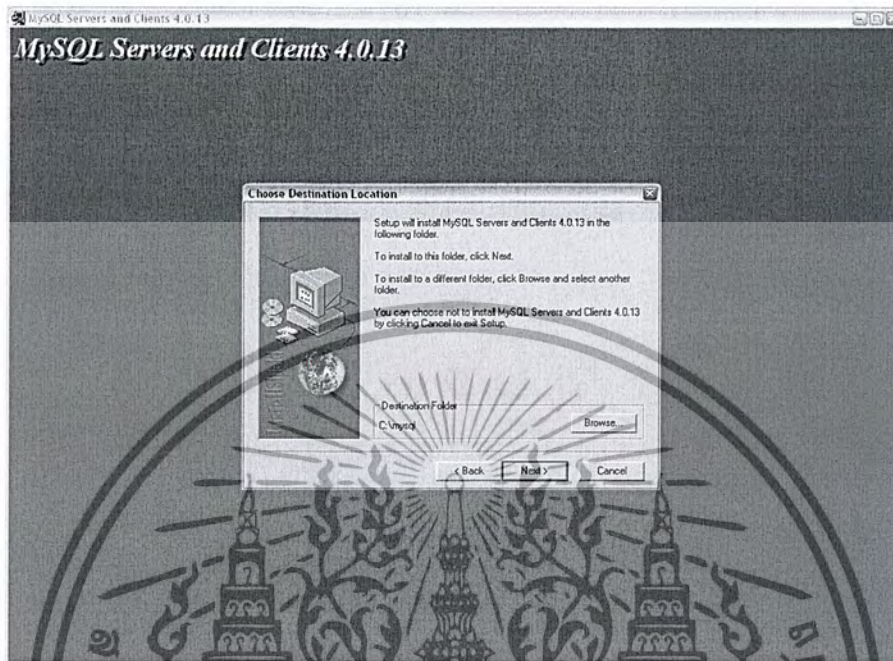 MySQL Servers and Clients 4.0.13
MySQL Servers and Clients 4.0.13
Choose Destination Location
Setup will install MySQL Servers and Clients 4.0.13 in the
following folder.
To install to this folder, click Next.
To install to a different folder, click Browse and select another
folder.
You can choose not to install MySQL Servers and Clients 4.0.13
by clicking Cancel to exit Setup.
Destination Folder
C:\mysql
Browse...
< Back
Next >
Cancel